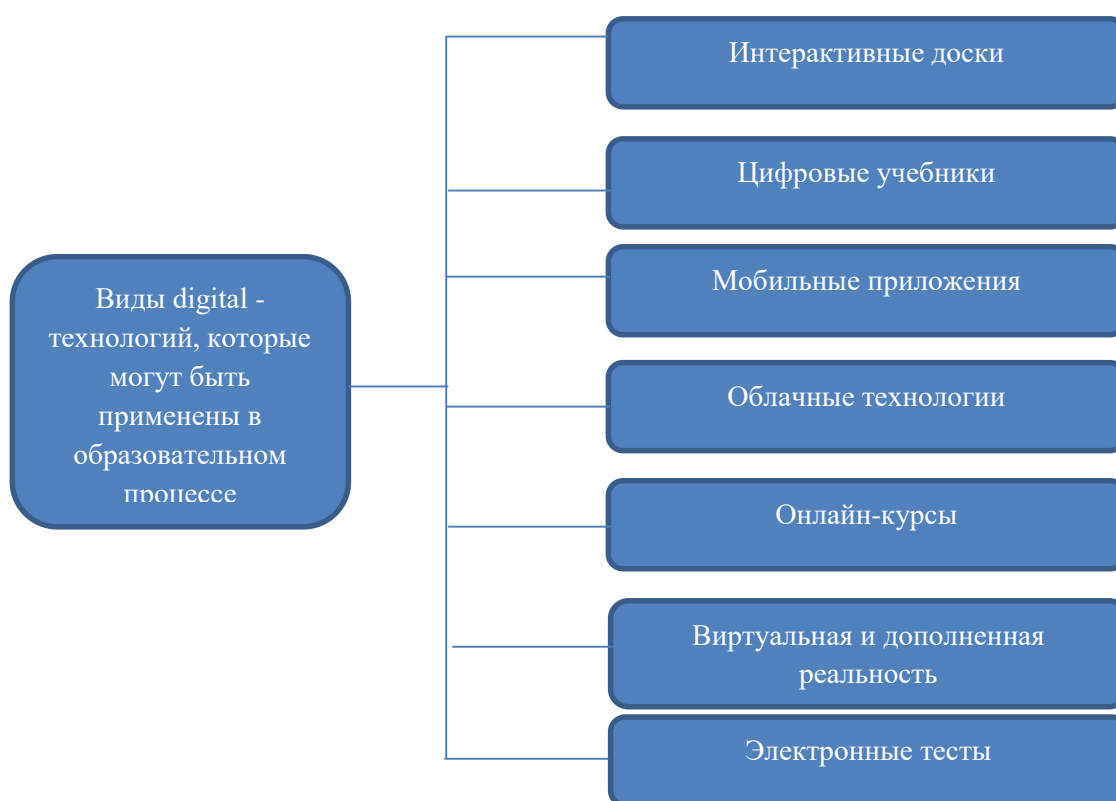 Интерактивные доски
Цифровые учебники
Мобильные приложения
Виды digital -
технологий, которые
могут быть
применены в
образовательном
процессе
Облачные технологии
Онлайн-курсы
Виртуальная и дополненная
реальность
Электронные тесты